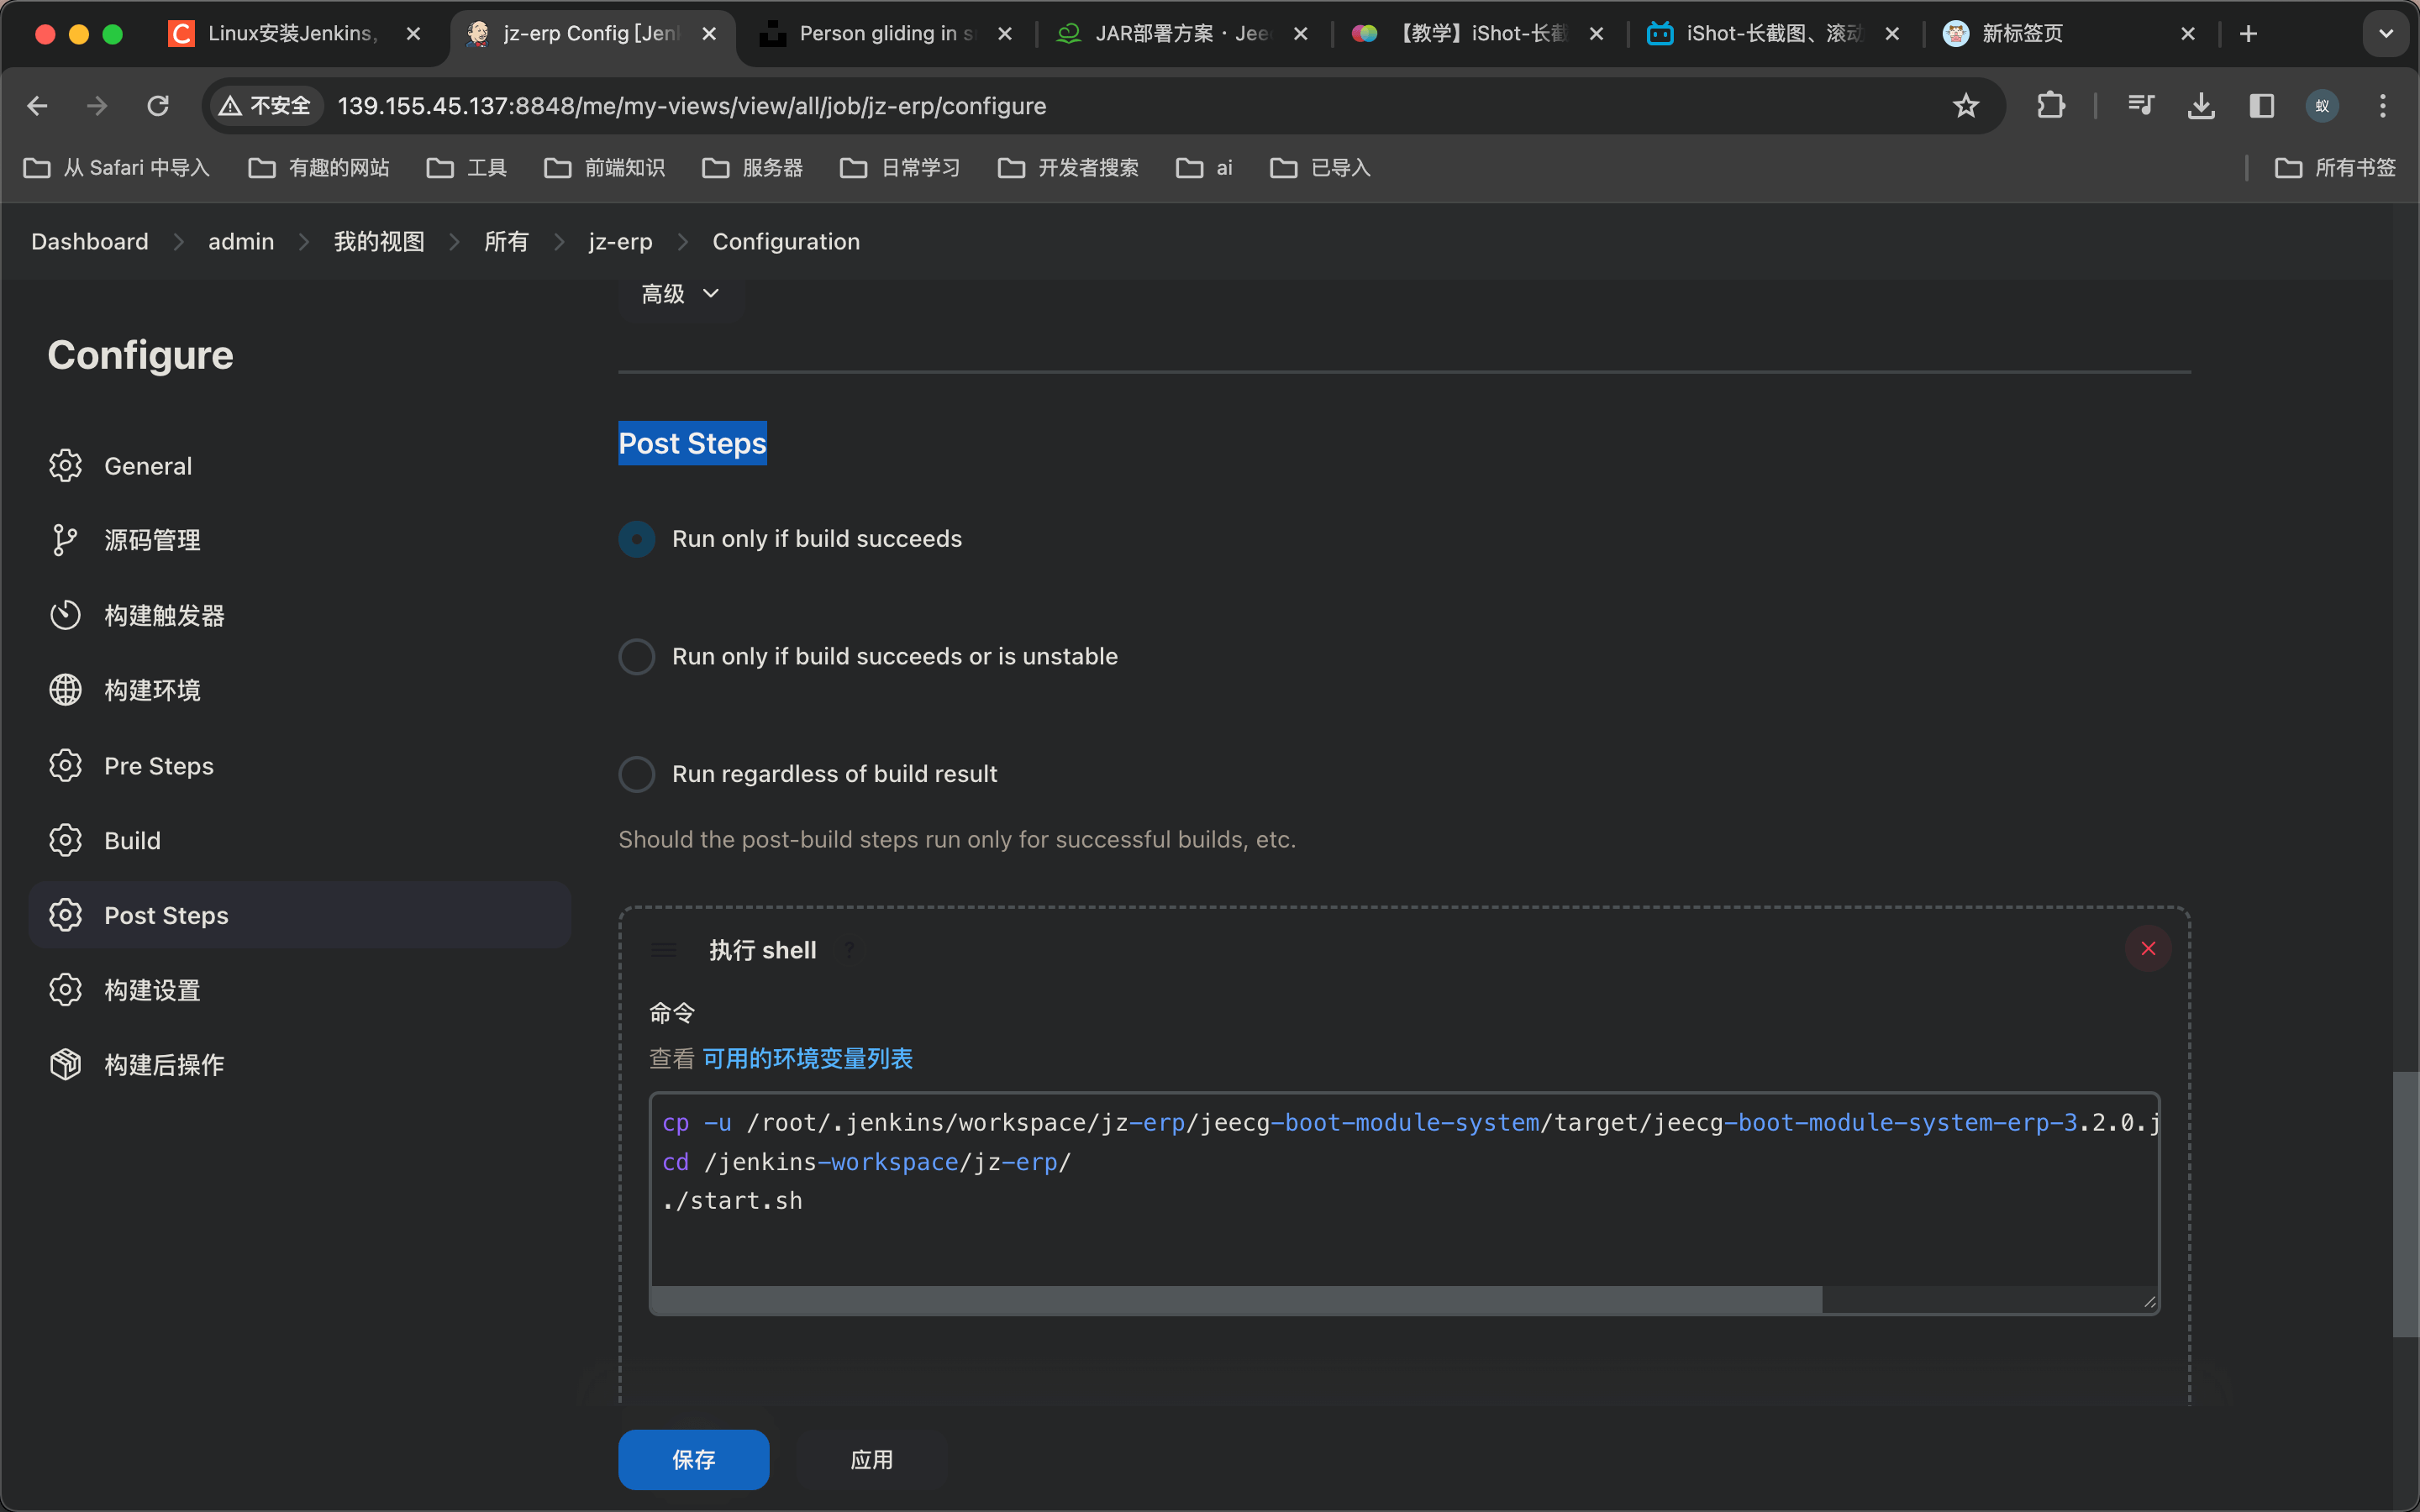 Linux安装Jenkins,
jz-erp Config [Jen
Person gliding in s
JAR部署方案 · Jee
【教学】iShot-长截
iShot-长截图、滚动
新标签页
不安全
139.155.45.137:8848/me/my-views/view/all/job/jz-erp/configure
蚁
从 Safari 中导入
有趣的网站
工具
前端知识
服务器
日常学习
开发者搜索
ai
已导入
所有书签
Dashboard
admin
我的视图
所有
jz-erp
Configuration
高级
Configure
General
源码管理
构建触发器
构建环境
Pre Steps
Build
Post Steps
构建设置
构建后操作
Post Steps
Run only if build succeeds
Run only if build succeeds or is unstable
Run regardless of build result
Should the post-build steps run only for successful builds, etc.
执行 shell ?
命令
查看 可用的环境变量列表
cp -u /root/.jenkins/workspace/jz-erp/jeecg-boot-module-system/target/jeecg-boot-module-system-erp-3.2.0.j
cd /jenkins-workspace/jz-erp/
./start.sh
保存
应用